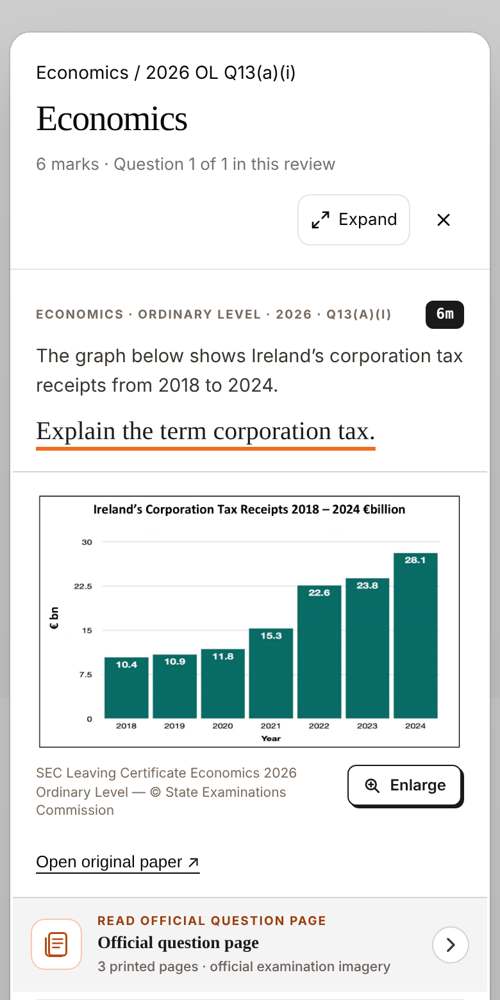 Economics / 2026 OL Q13(a)(i)
Economics
6 marks · Question 1 of 1 in this review
Expand
ECONOMICS · ORDINARY LEVEL · 2026 · Q13(A)(I)
6m
The graph below shows Ireland’s corporation tax
receipts from 2018 to 2024.
Explain the term corporation tax.
Ireland’s Corporation Tax Receipts 2018 – 2024 €billion
30
22.5
15
7.5
0
€ bn
10.4
10.9
11.8
15.3
22.6
23.8
28.1
2018
2019
2020
2021
2022
2023
2024
Year
SEC Leaving Certificate Economics 2026
Ordinary Level — © State Examinations
Commission
Enlarge
Open original paper ↗
READ OFFICIAL QUESTION PAGE
Official question page
3 printed pages · official examination imagery